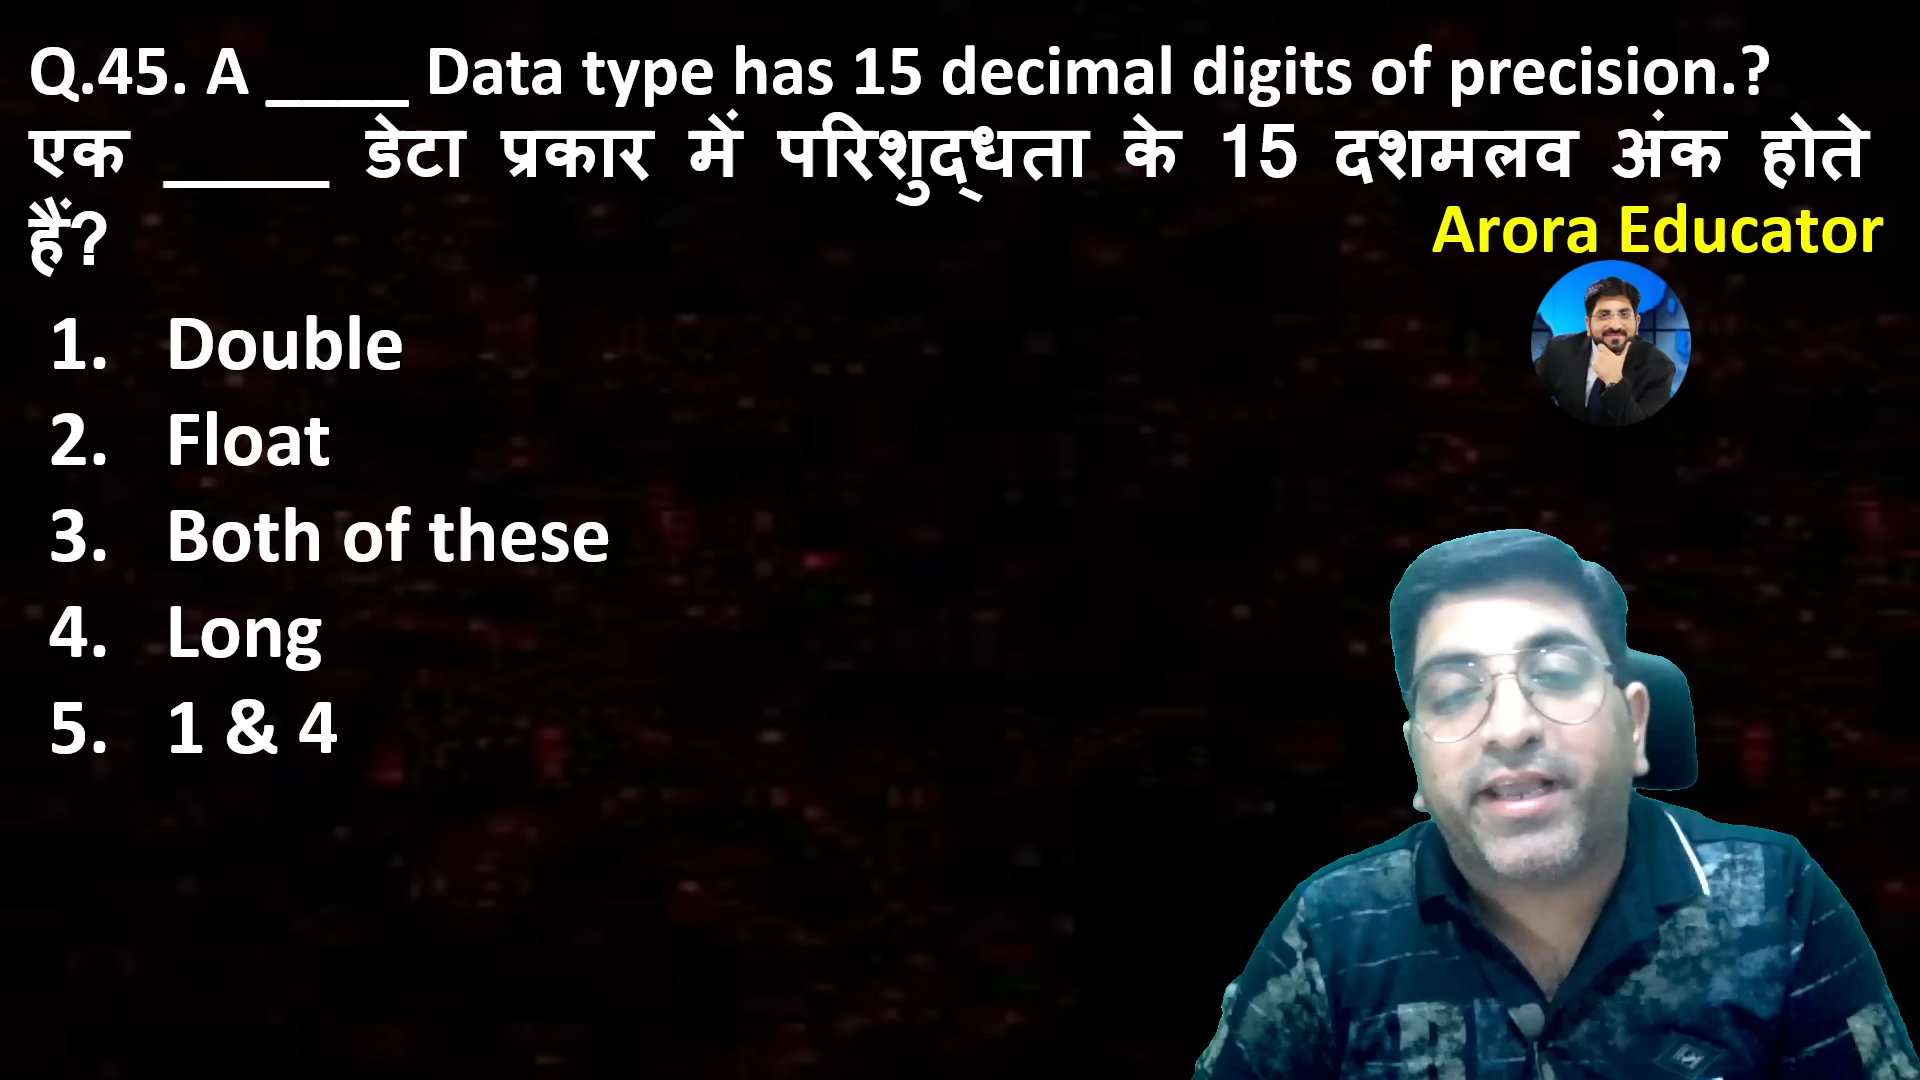 Q.45. A ____ Data type has 15 decimal digits of precision.?
एक _____ डेटा प्रकार में परिशुद्धता के 15 दशमलव अंक होते
हैं?
Arora Educator
1. Double
2. Float
3. Both of these
4. Long
5. 1 & 4